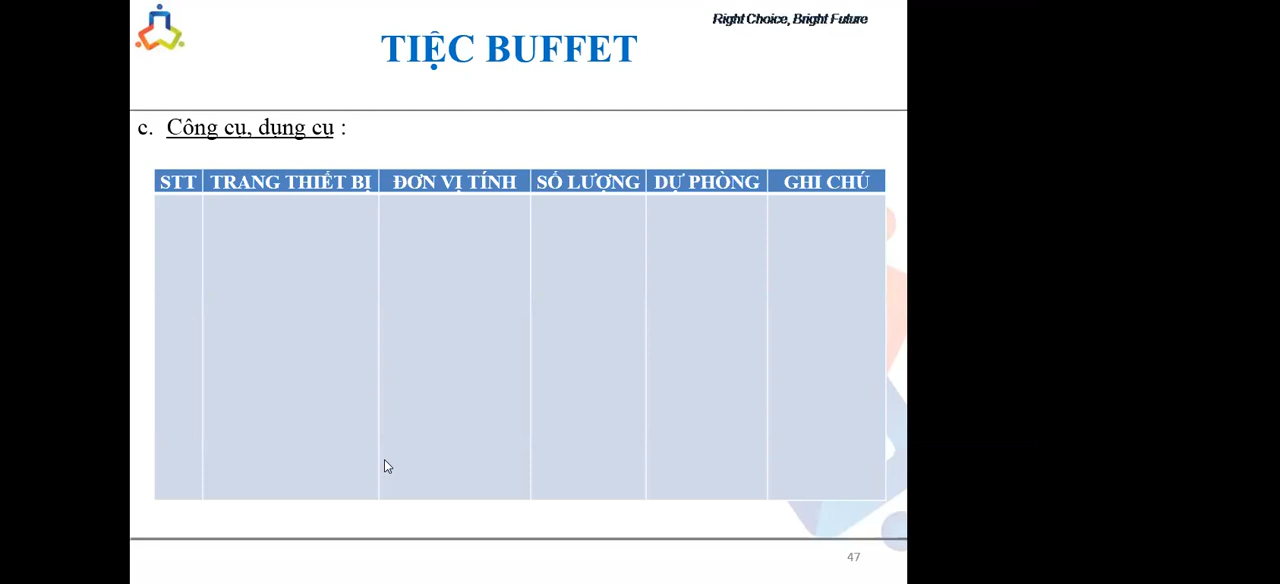 Right Choice, Bright Future
TIỆC BUFFET
c. Công cụ, dụng cụ :
STT TRANG THIẾT BỊ ĐƠN VỊ TÍNH SỐ LƯỢNG DỰ PHÒNG GHI CHÚ
47